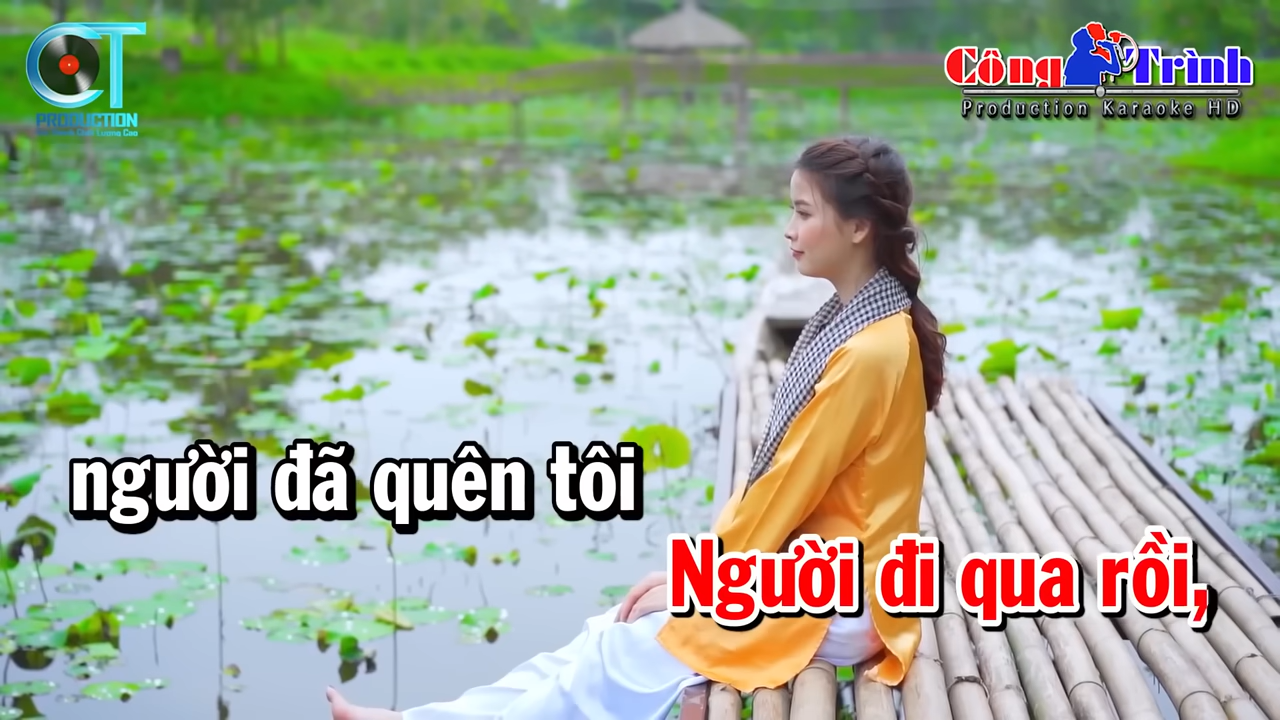 CT
PRODUCTION
Công Trình
Production Karaoke HD
người đã quên tôi
Người đi qua rồi,